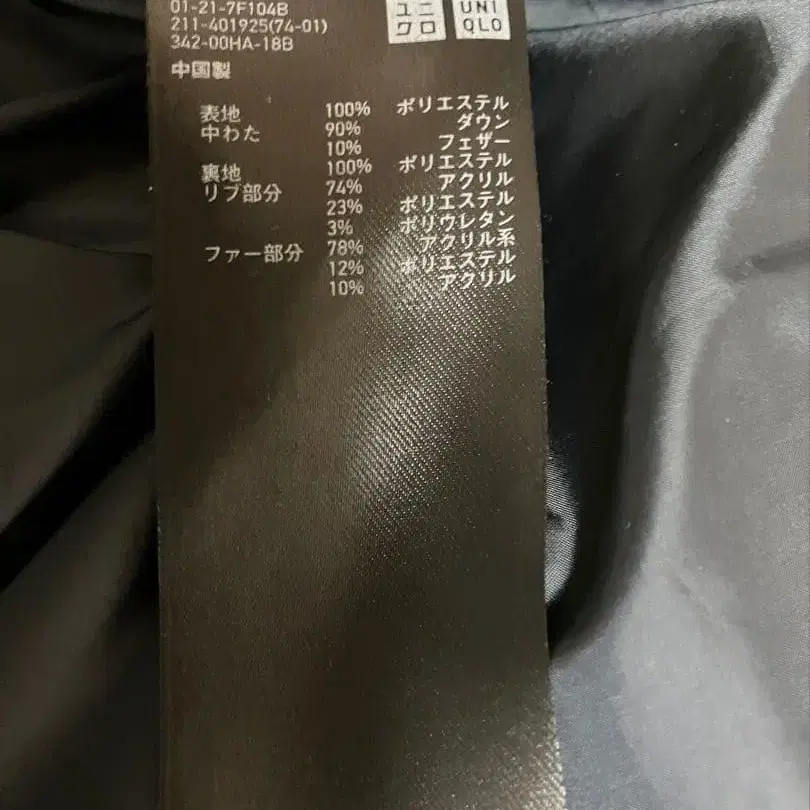 01-21-7F104B
211-401925(74-01)
342-00HA-18B
ユニクロ
UNIQLO
中国製
表地 100% ポリエステル
中わた 90% ダウン
10% フェザー
裏地 100% ポリエステル
リブ部分 74% アクリル
23% ポリエステル
3% ポリウレタン
ファー部分 78% アクリル系
12% ポリエステル
10% アクリル